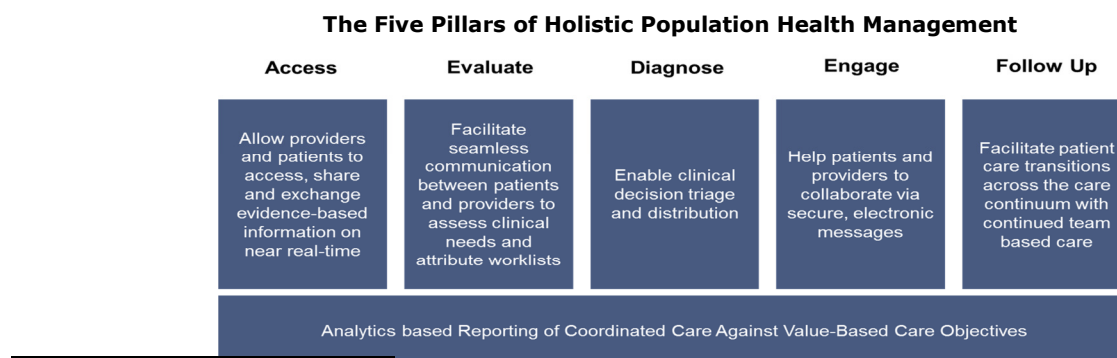 The Five Pillars of Holistic Population Health Management
Access
Evaluate
Diagnose
Engage
Follow Up
Allow providers
and patients to
access, share
and exchange
evidence-based
information on
near real-time
Facilitate
seamless
communication
between patients
and providers to
assess clinical
needs and
attribute worklists
Enable clinical
decision triage
and distribution
Help patients and
providers to
collaborate via
secure, electronic
messages
Facilitate patient
care transitions
across the care
continuum with
continued team
based care
Analytics based Reporting of Coordinated Care Against Value-Based Care Objectives